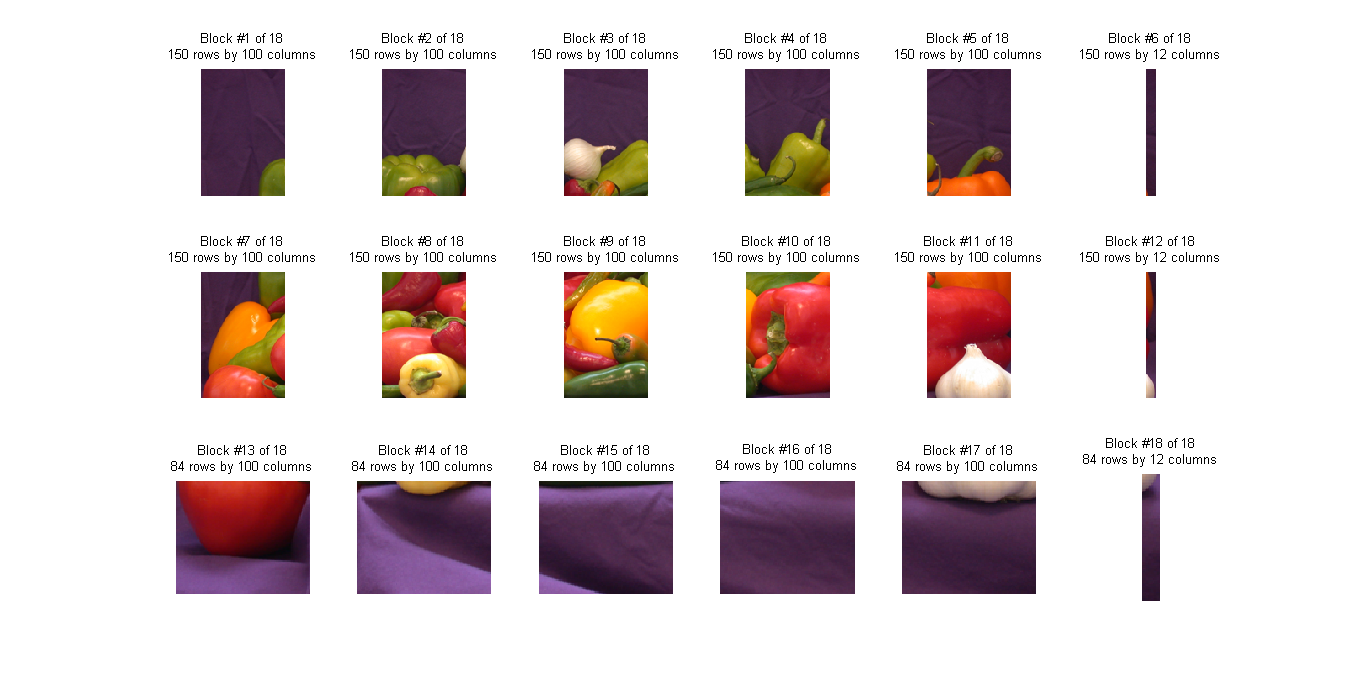 Block #1 of 18
150 rows by 100 columns
Block #2 of 18
150 rows by 100 columns
Block #3 of 18
150 rows by 100 columns
Block #4 of 18
150 rows by 100 columns
Block #5 of 18
150 rows by 100 columns
Block #6 of 18
150 rows by 12 columns
Block #7 of 18
150 rows by 100 columns
Block #8 of 18
150 rows by 100 columns
Block #9 of 18
150 rows by 100 columns
Block #10 of 18
150 rows by 100 columns
Block #11 of 18
150 rows by 100 columns
Block #12 of 18
150 rows by 12 columns
Block #13 of 18
84 rows by 100 columns
Block #14 of 18
84 rows by 100 columns
Block #15 of 18
84 rows by 100 columns
Block #16 of 18
84 rows by 100 columns
Block #17 of 18
84 rows by 100 columns
Block #18 of 18
84 rows by 12 columns